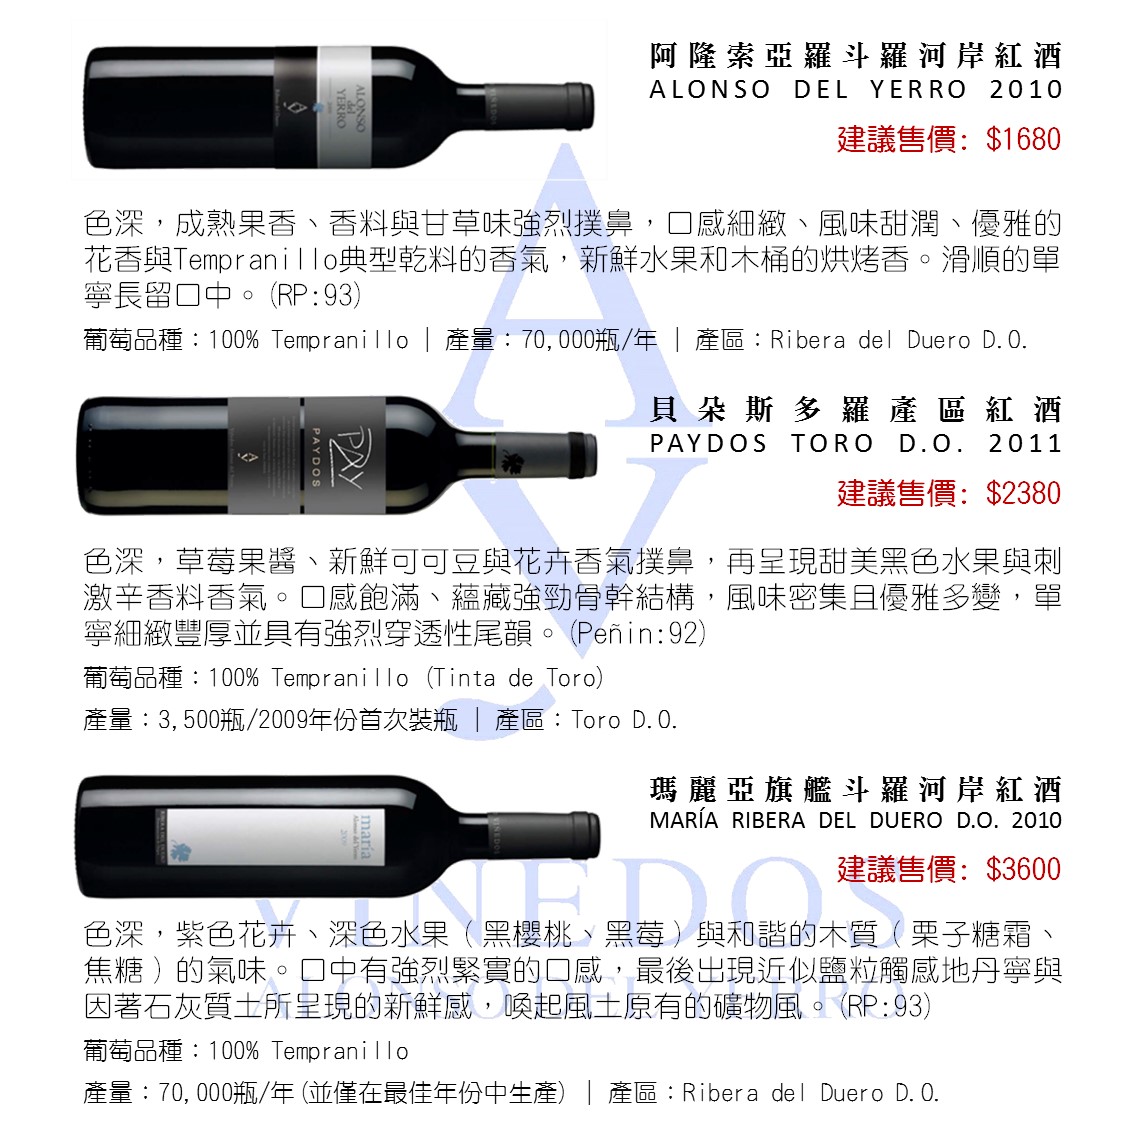 阿隆索亞羅斗羅河岸紅酒
ALONSO DEL YERRO 2010
建議售價: $1680
ALONSO
del
YERRO
VINEDOS
色深，成熟果香、香料與甘草味強烈撲鼻，口感細緻、風味甜潤、優雅的
花香與Tempranillo典型乾料的香氣，新鮮水果和木桶的烘烤香。滑順的單
寧長留口中。(RP:93)
葡萄品種：100% Tempranillo | 產量：70,000瓶/年 | 產區：Ribera del Duero D.O.
貝朵斯多羅產區紅酒
PAYDOS TORO D.O. 2011
建議售價: $2380
PAY
PAYDOS
色深，草莓果醬、新鮮可可豆與花卉香氣撲鼻，再呈現甜美黑色水果與刺
激辛香料香氣。口感飽滿、蘊藏強勁骨幹結構，風味密集且優雅多變，單
寧細緻豐厚並具有強烈穿透性尾韻。(Peñin:92)
葡萄品種：100% Tempranillo (Tinta de Toro)
產量：3,500瓶/2009年份首次裝瓶 | 產區：Toro D.O.
瑪麗亞旗艦斗羅河岸紅酒
MARÍA RIBERA DEL DUERO D.O. 2010
建議售價: $3600
maría
Alonso del Yerro
2009
VINEDOS
色深，紫色花卉、深色水果（黑櫻桃、黑莓）與和諧的木質（栗子糖霜、
焦糖）的氣味。口中有強烈緊實的口感，最後出現近似鹽粒觸感地丹寧與
因著石灰質土所呈現的新鮮感，喚起風土原有的礦物風。(RP:93)
葡萄品種：100% Tempranillo
產量：70,000瓶/年(並僅在最佳年份中生產) | 產區：Ribera del Duero D.O.
VINEDOS
ALONSO DEL YERRO